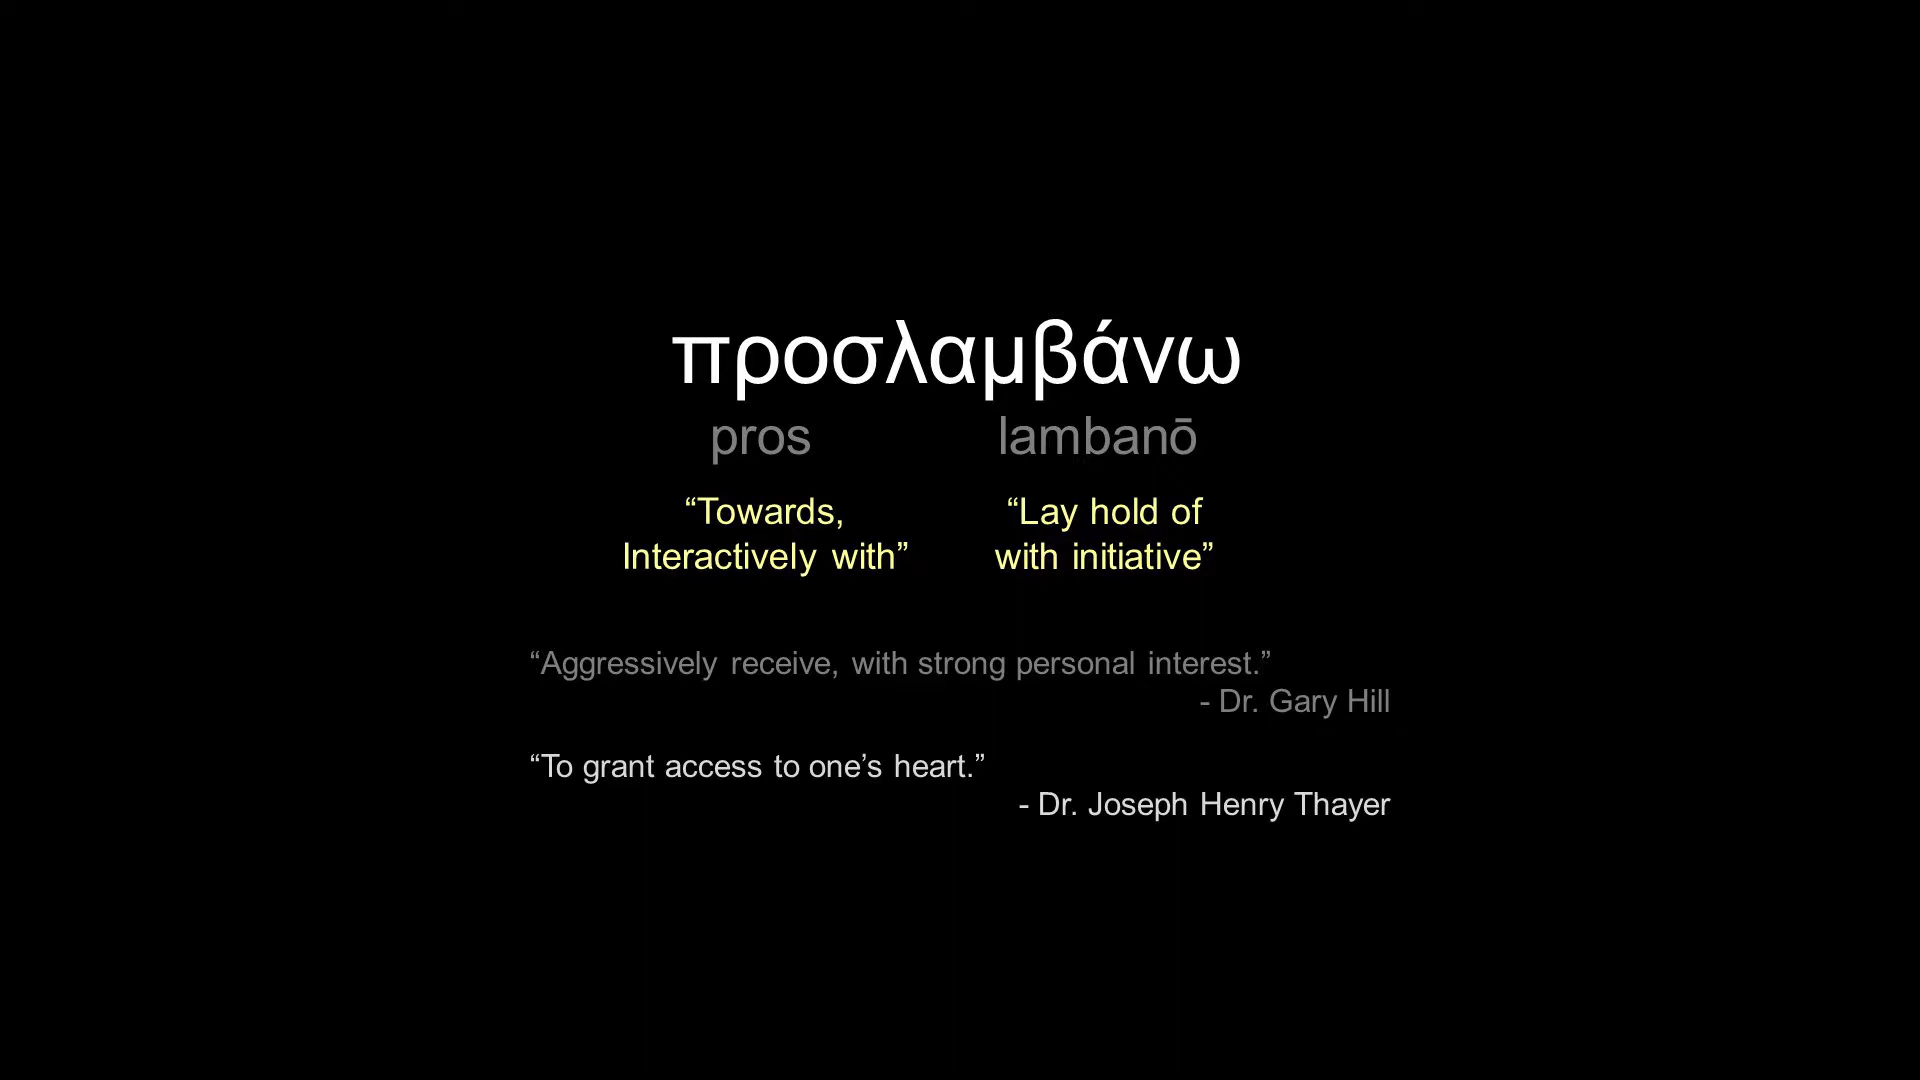 προσλαμβάνω
pros lambanō
“Towards, “Lay hold of
Interactively with” with initiative”
“Aggressively receive, with strong personal interest.”
- Dr. Gary Hill
“To grant access to one’s heart.”
- Dr. Joseph Henry Thayer